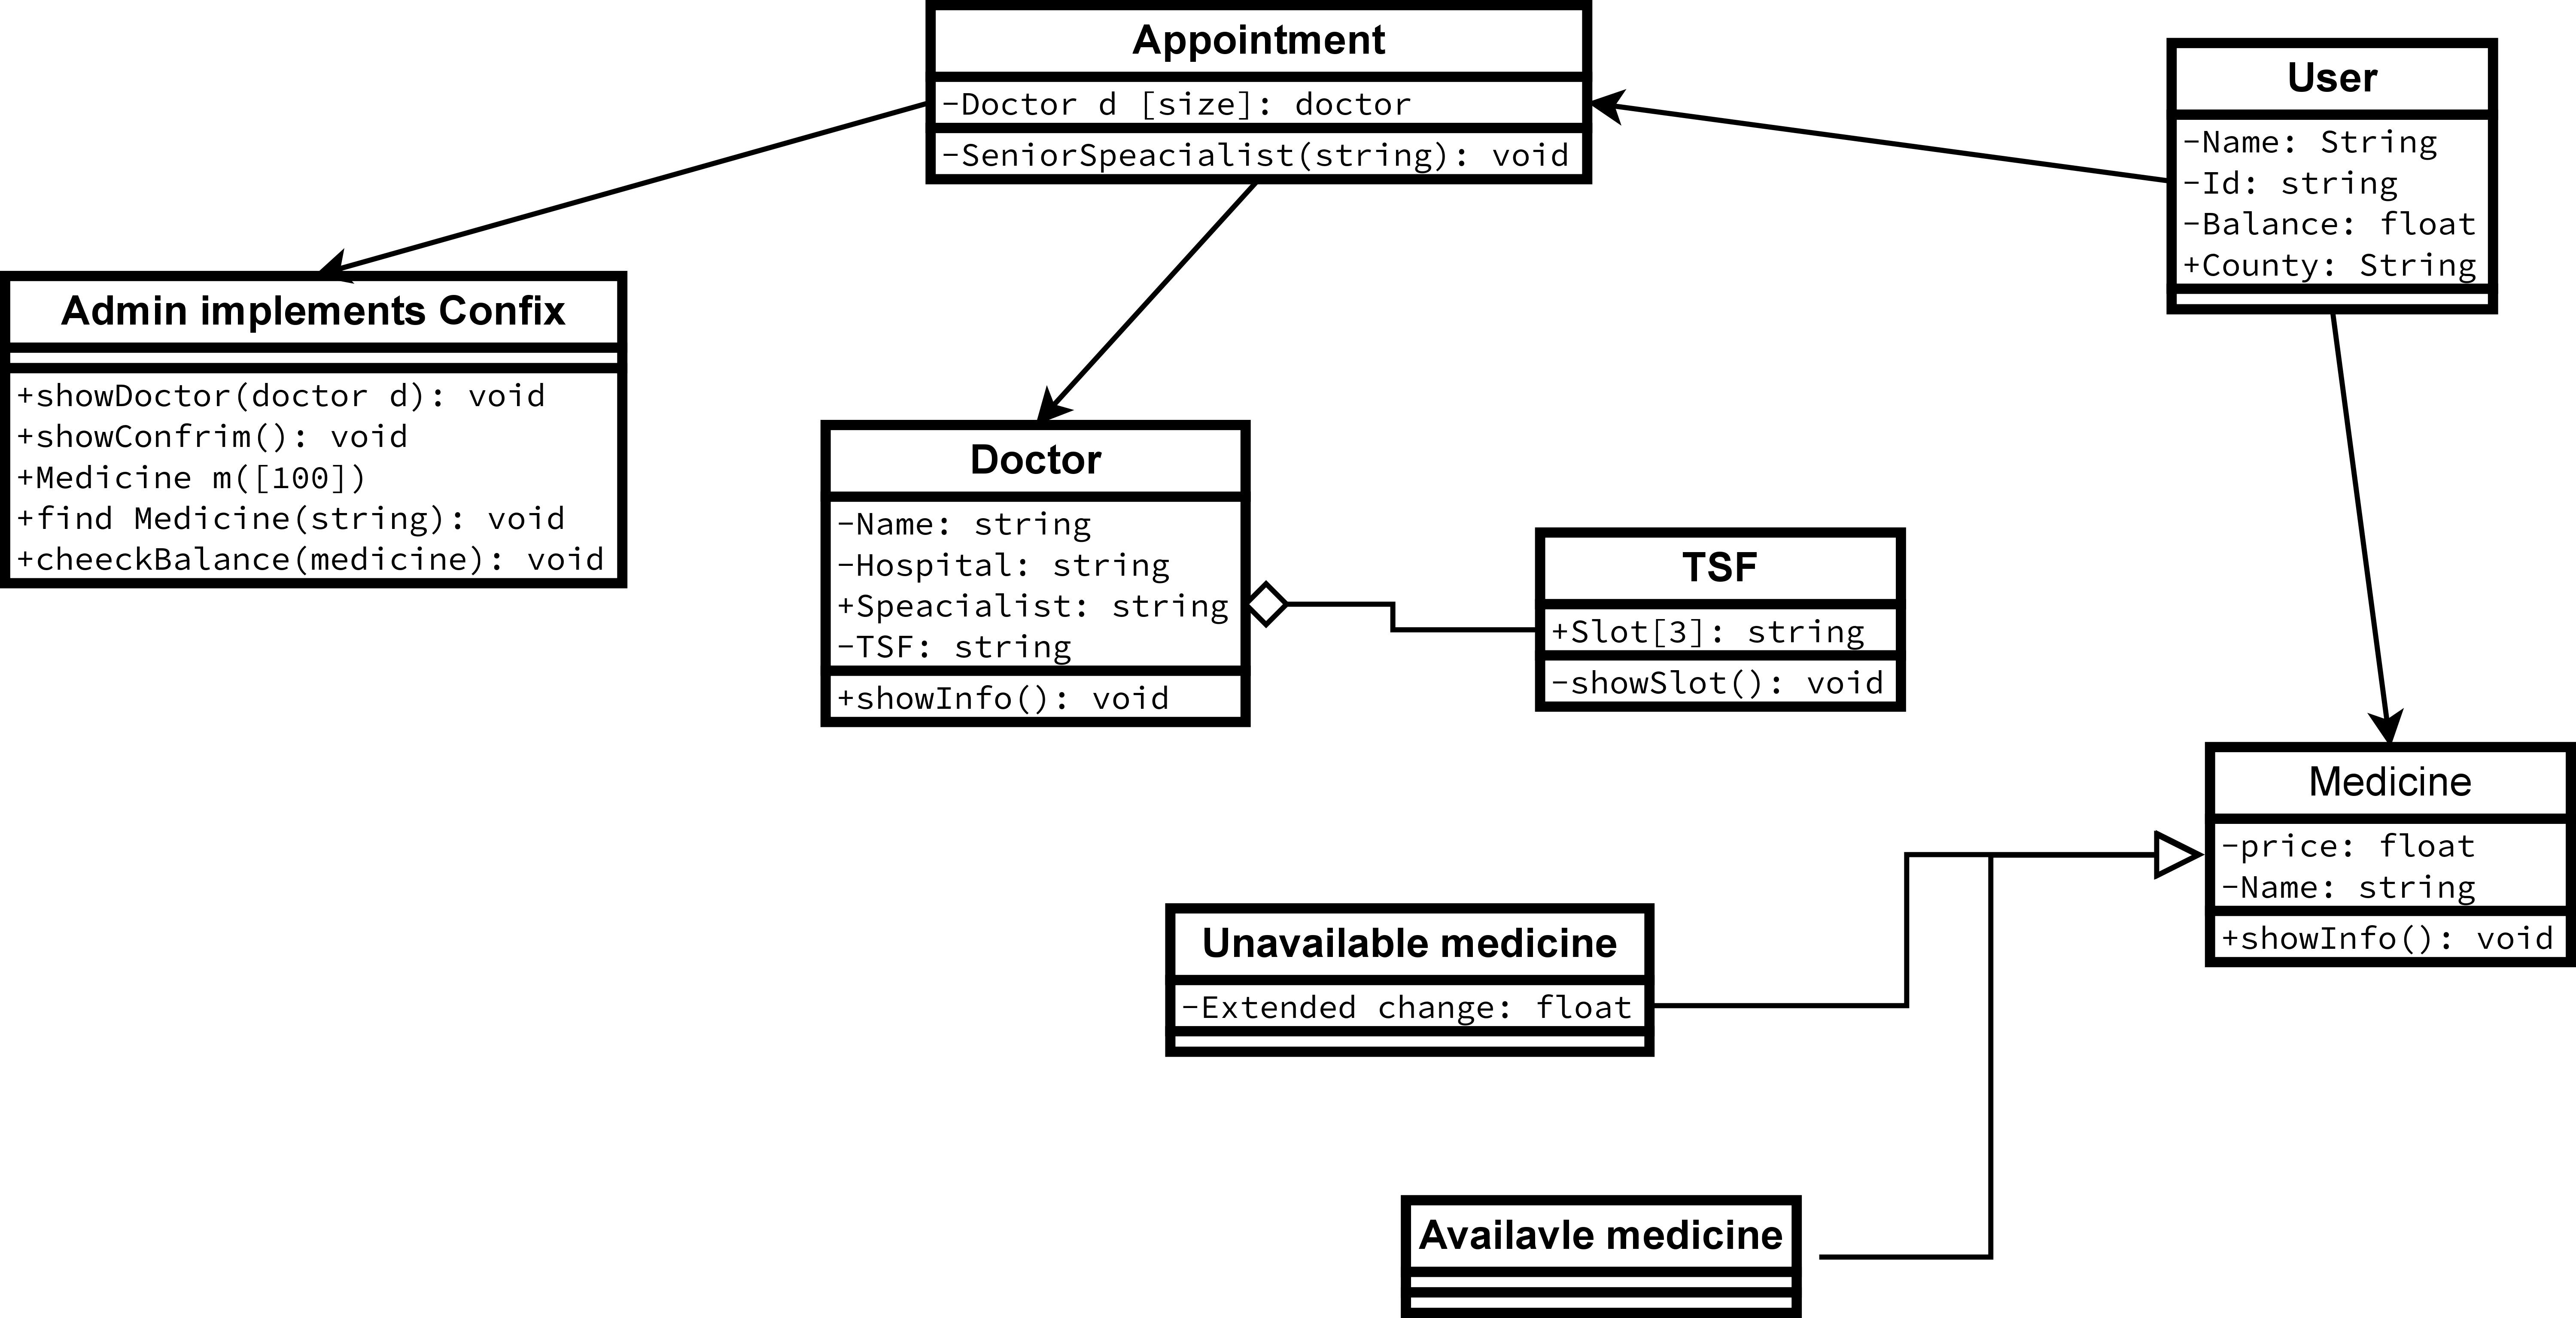 Appointment
-Doctor d [size]: doctor
-SeniorSpeacialist(string): void
User
-Name: String
-Id: string
-Balance: float
+County: String
Admin implements Confix
+showDoctor(doctor d): void
+showConfrim(): void
+Medicine m([100])
+find Medicine(string): void
+cheeckBalance(medicine): void
Doctor
-Name: string
-Hospital: string
+Speacialist: string
-TSF: string
+showInfo(): void
TSF
+Slot[3]: string
-showSlot(): void
Medicine
-price: float
-Name: string
+showInfo(): void
Unavailable medicine
-Extended change: float
Availavle medicine